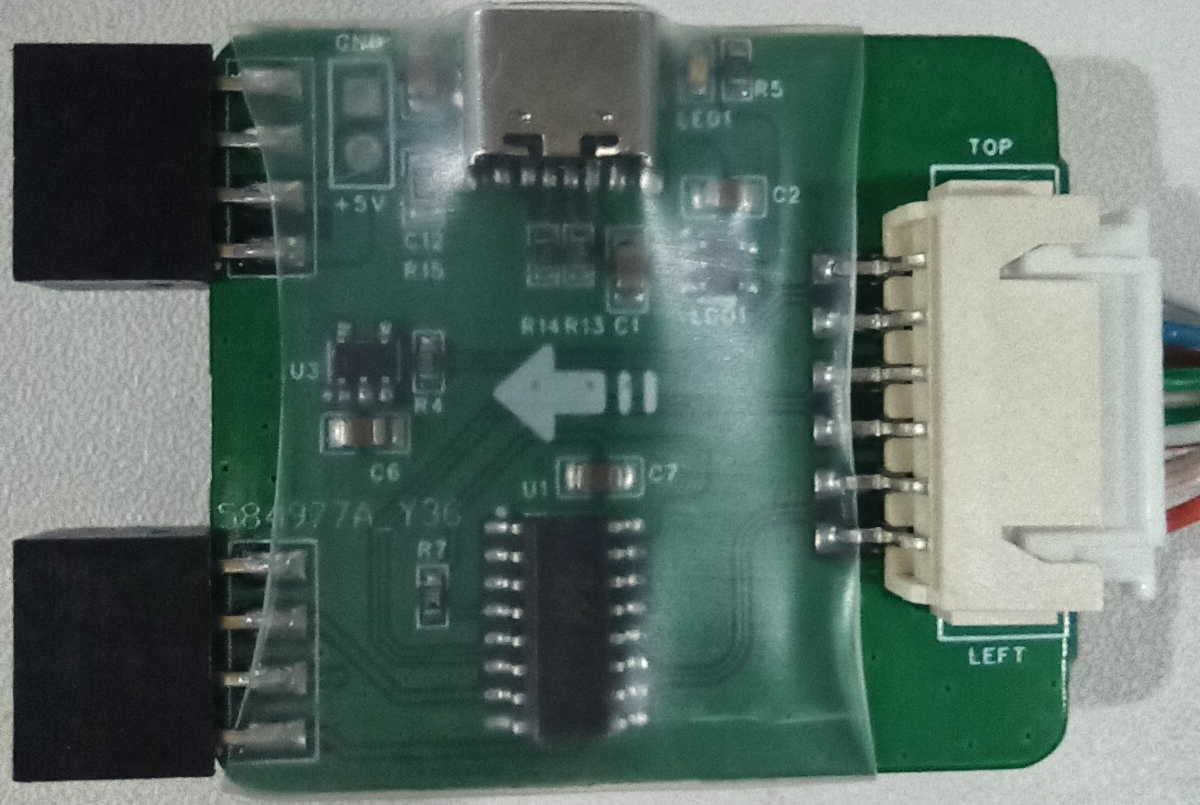 GND
R5
LED1
TOP
C2
+5V
C12
R15
R14 R13 C1
U3
R4
C6
C7
U1
S84977A_Y36
R7
LEFT